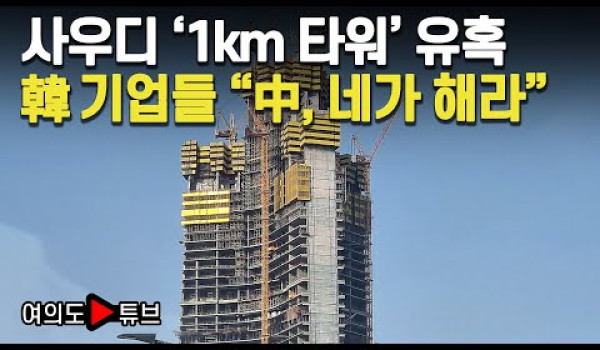 사우디 ‘1km 타워’ 유혹
韓 기업들 “中, 네가 해라”
여의도 튜브